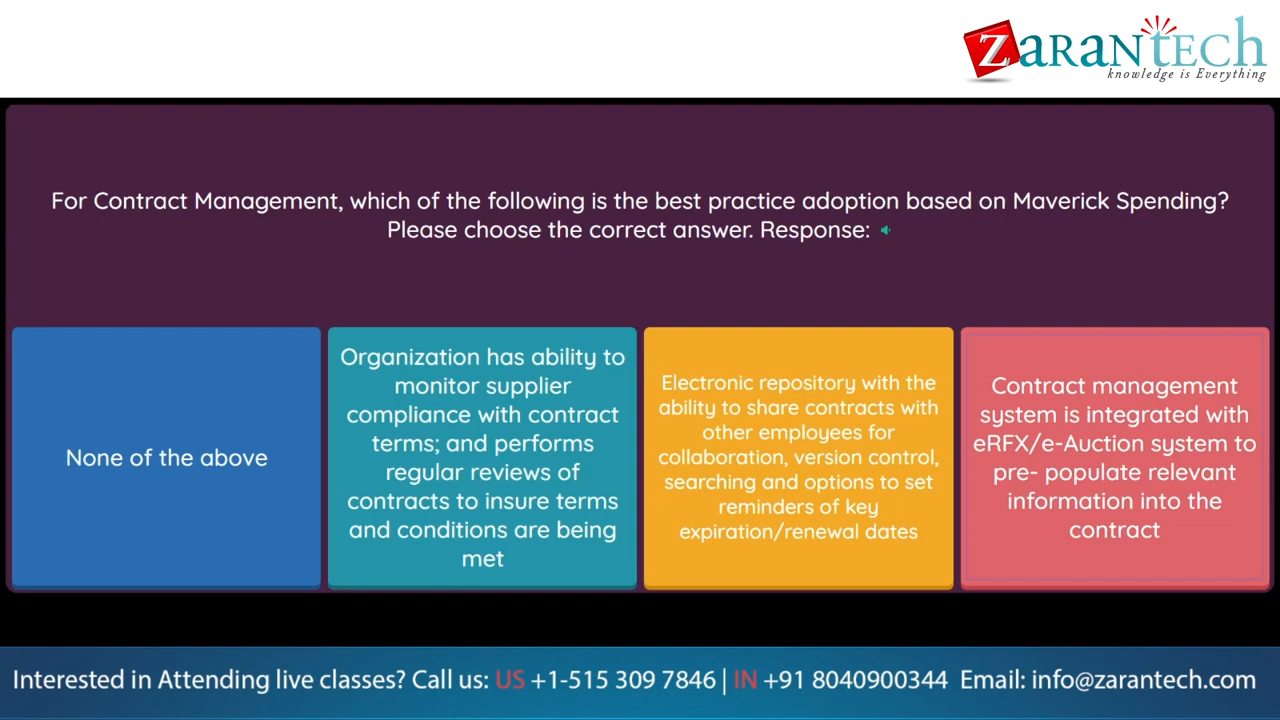 ZaranTech
knowledge is Everything
For Contract Management, which of the following is the best practice adoption based on Maverick Spending?
Please choose the correct answer. Response:
None of the above
Organization has ability to
monitor supplier
compliance with contract
terms; and performs
regular reviews of
contracts to insure terms
and conditions are being
met
Electronic repository with the
ability to share contracts with
other employees for
collaboration, version control,
searching and options to set
reminders of key
expiration/renewal dates
Contract management
system is integrated with
eRFX/e-Auction system to
pre- populate relevant
information into the
contract
Interested in Attending live classes? Call us: US +1-515 309 7846 | IN +91 8040900344 Email: info@zarantech.com